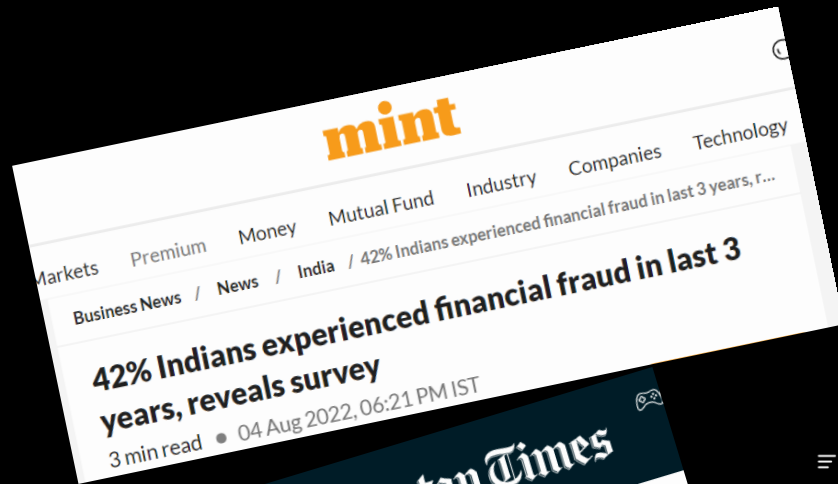 mint
Markets Premium Money Mutual Fund Industry Companies Technology
Business News / News / India / 42% Indians experienced financial fraud in last 3 years, r...
42% Indians experienced financial fraud in last 3
years, reveals survey
3 min read ● 04 Aug 2022, 06:21 PM IST
Times